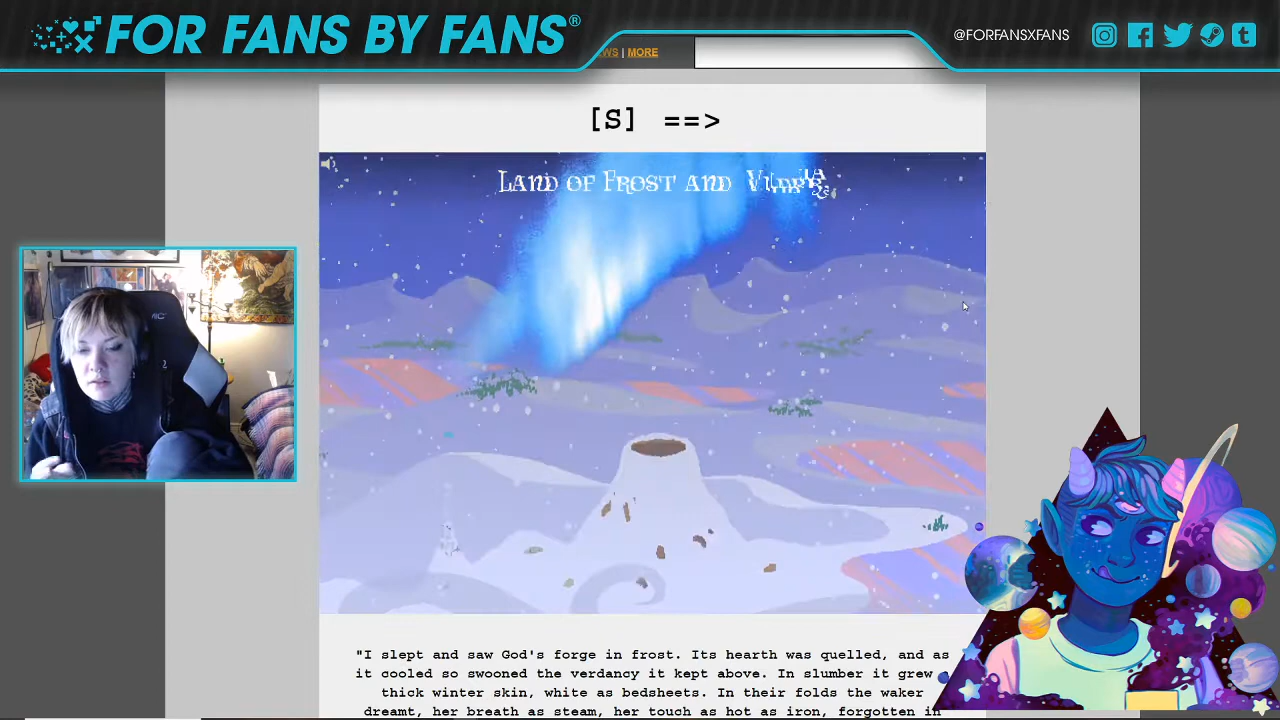 FOR FANS BY FANS®
@FORFANSXFANS
WS | MORE
[S] ==>
LAND OF FROST AND
"I slept and saw God's forge in frost. Its hearth was quelled, and as
it cooled so swooned the verdancy it kept above. In slumber it grew
thick winter skin, white as bedsheets. In their folds the waker
dreamt, her breath as steam, her touch as hot as iron, forgotten in